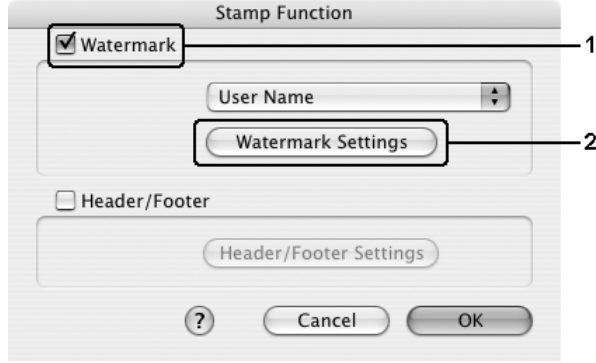 Stamp Function
Watermark
1
User Name
Watermark Settings
2
Header/Footer
Header/Footer Settings
?
Cancel
OK